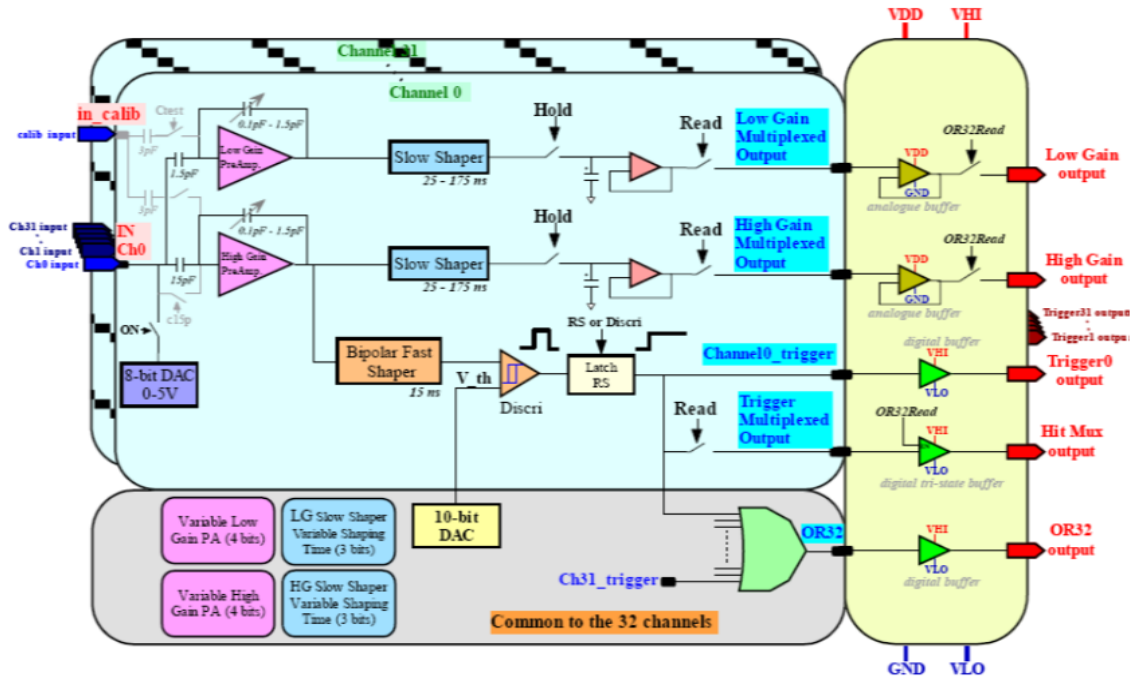 VDD
VHI
Channel 31
Channel 0
in_calib
calib input
Ctest
3pF
1.5pF
0.1pF - 1.5pF
Low Gain
PreAmp.
Slow Shaper
25 - 175 ns
Hold
Read
Low Gain
Multiplexed
Output
OR32Read
VDD
GND
analogue buffer
Low Gain
output
3pF
Ch31 input
Ch1 input
Ch0 input
IN
Ch0
15pF
c15p
0.1pF - 1.5pF
High Gain
PreAmp.
Slow Shaper
25 - 175 ns
Hold
Read
High Gain
Multiplexed
Output
OR32Read
VDD
GND
analogue buffer
High Gain
output
Trigger31 output
Trigger1 output
ON
8-bit DAC
0-5V
Bipolar Fast
Shaper
15 ns
V_th
Discri
RS or Discri
Latch
RS
Channel0_trigger
digital buffer
VHI
VLO
Trigger0
output
Read
Trigger
Multiplexed
Output
OR32Read
VHI
VLO
digital tri-state buffer
Hit Mux
output
Variable Low
Gain PA (4 bits)
LG Slow Shaper
Variable Shaping
Time (3 bits)
10-bit
DAC
Variable High
Gain PA (4 bits)
HG Slow Shaper
Variable Shaping
Time (3 bits)
Ch31_trigger
OR32
VHI
VLO
digital buffer
OR32
output
Common to the 32 channels
GND
VLO